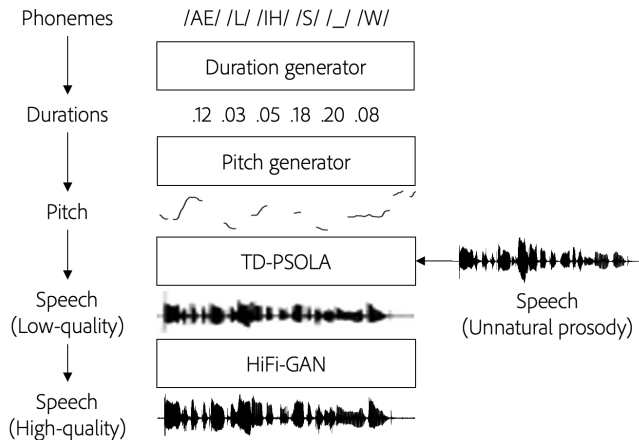 Phonemes
/AE/ /L/ /IH/ /S/ /_/ /W/
Duration generator
Durations
.12 .03 .05 .18 .20 .08
Pitch generator
Pitch
TD-PSOLA
Speech
(Low-quality)
Speech
(Unnatural prosody)
HiFi-GAN
Speech
(High-quality)